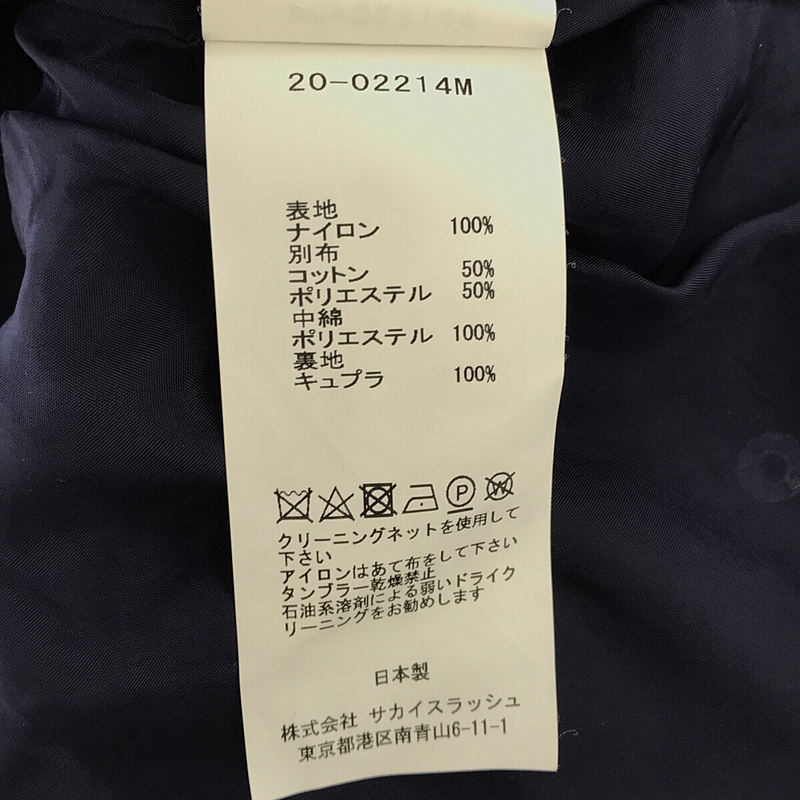 20-02214M
表地
ナイロン 100%
別布
コットン 50%
ポリエステル 50%
中綿
ポリエステル 100%
裏地
キュプラ 100%
P W
クリーニングネットを使用して
下さい
アイロンはあて布をして下さい
タンブラー乾燥禁止
石油系溶剤による弱いドライク
リーニングをお勧めします
日本製
株式会社 サカイスラッシュ
東京都港区南青山6-11-1